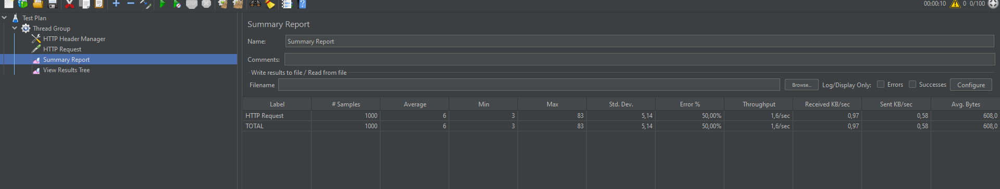 00:00:10 0 0/100
Test Plan
Thread Group
HTTP Header Manager
HTTP Request
Summary Report
View Results Tree
Summary Report
Name: Summary Report
Comments:
Write results to file / Read from file
Filename Browse... Log/Display Only: Errors Successes Configure
Label # Samples Average Min Max Std. Dev. Error % Throughput Received KB/sec Sent KB/sec Avg. Bytes
HTTP Request 1000 6 3 83 5,14 50,00% 1,6/sec 0,97 0,58 608,0
TOTAL 1000 6 3 83 5,14 50,00% 1,6/sec 0,97 0,58 608,0